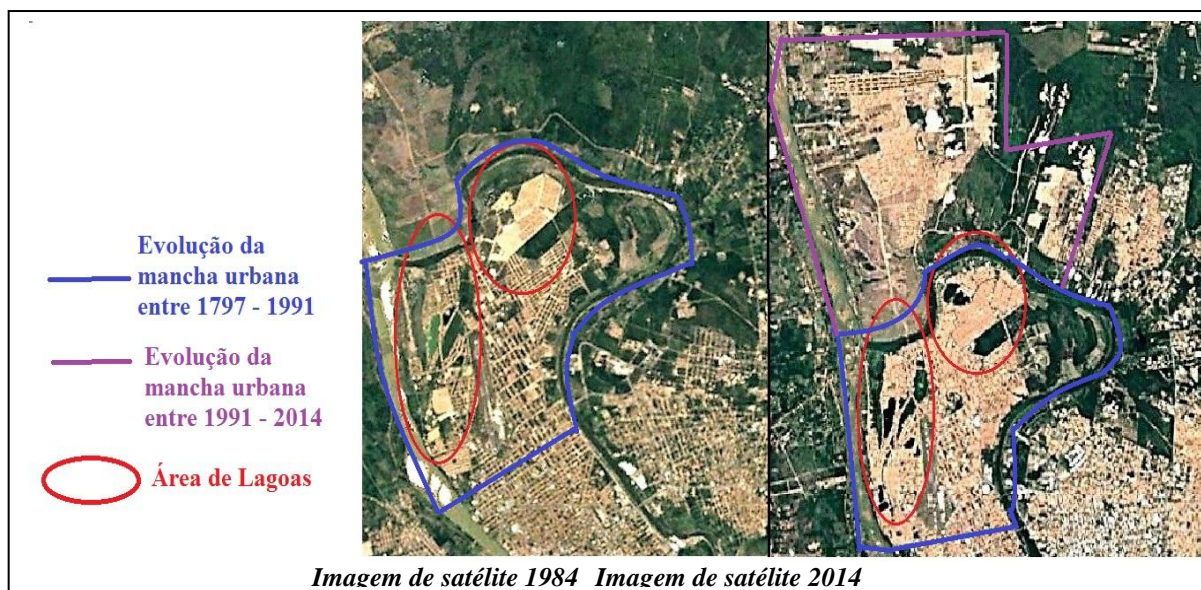 Evolução da
mancha urbana
entre 1797 - 1991
Evolução da
mancha urbana
entre 1991 - 2014
Área de Lagoas
Imagem de satélite 1984 Imagem de satélite 2014